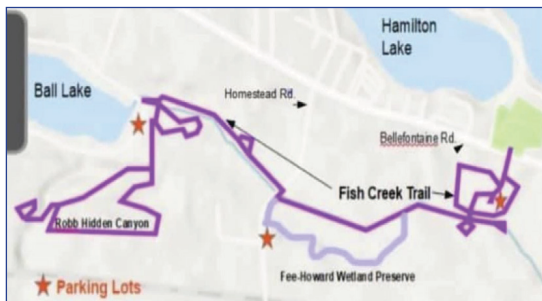 Hamilton
Lake
Ball Lake
Homestead Rd.
Bellefontaine Rd.
Fish Creek Trail
Robb Hidden Canyon
Fee-Howard Wetland Preserve
Parking Lots